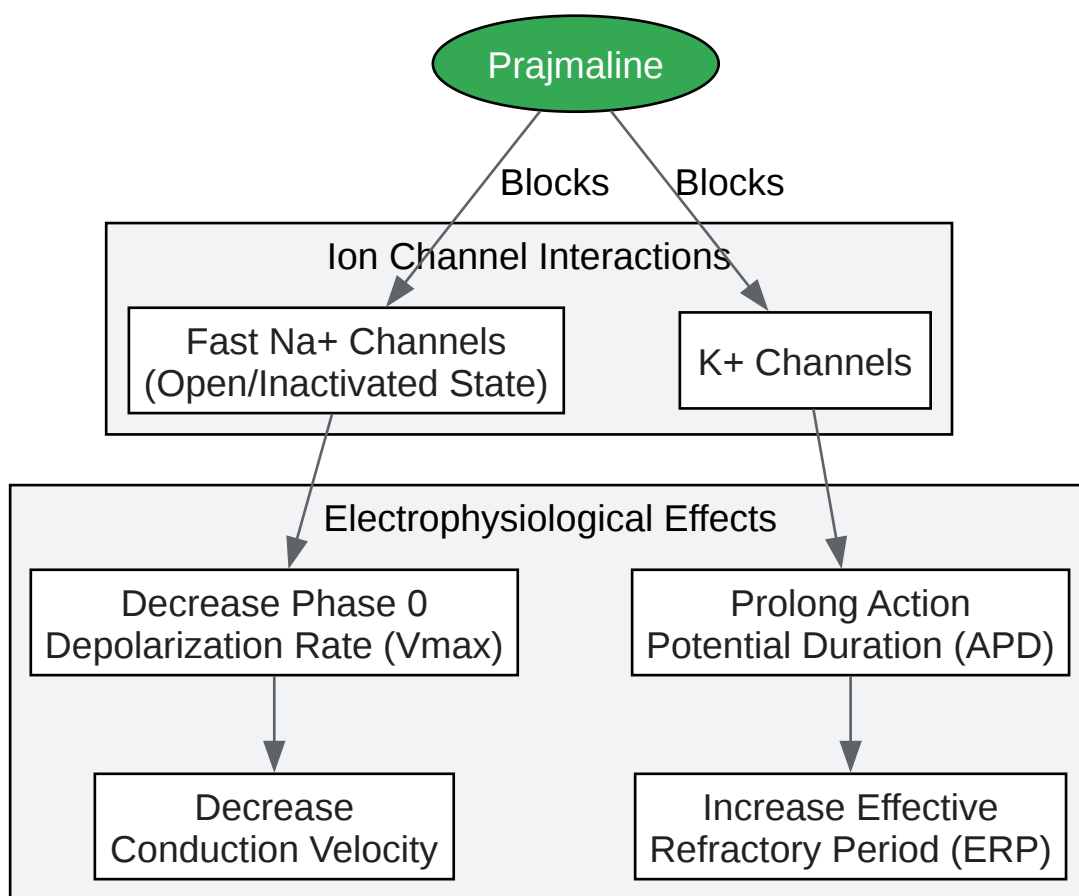 Prajmaline
Blocks
Blocks
Ion Channel Interactions
Fast Na+ Channels
(Open/Inactivated State)
K+ Channels
Electrophysiological Effects
Decrease Phase 0
Depolarization Rate (Vmax)
Prolong Action
Potential Duration (APD)
Decrease
Conduction Velocity
Increase Effective
Refractory Period (ERP)